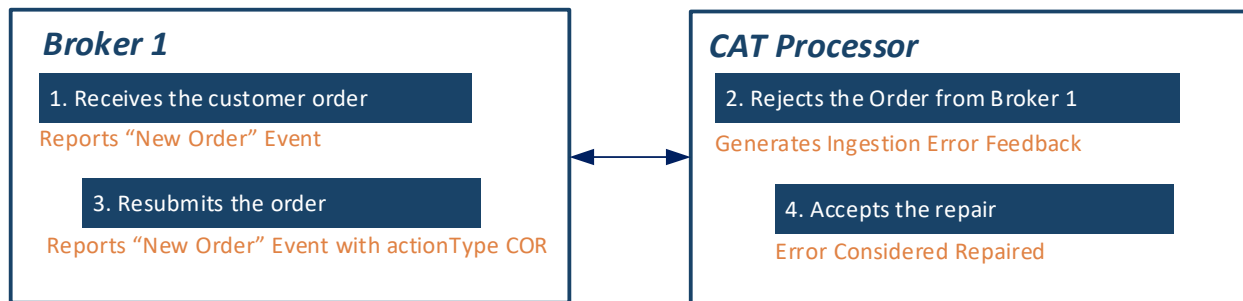 Broker 1
1. Receives the customer order
Reports “New Order” Event
3. Resubmits the order
Reports “New Order” Event with actionType COR
CAT Processor
2. Rejects the Order from Broker 1
Generates Ingestion Error Feedback
4. Accepts the repair
Error Considered Repaired